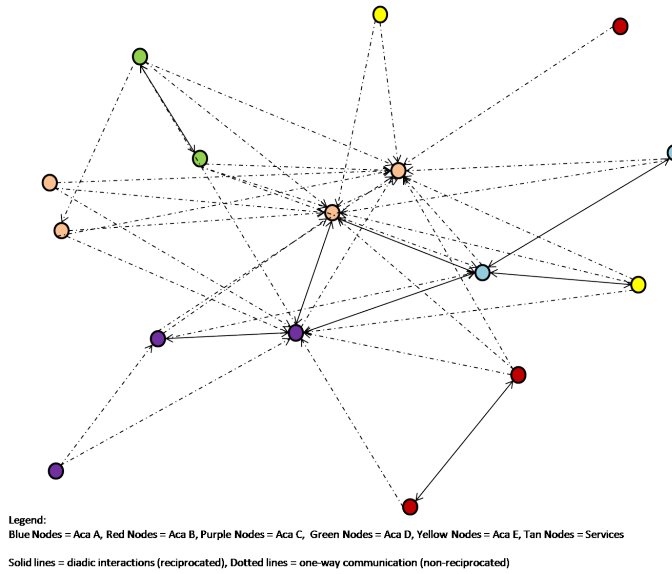 Legend:
Blue Nodes = Aca A, Red Nodes = Aca B, Purple Nodes = Aca C, Green Nodes = Aca D, Yellow Nodes = Aca E, Tan Nodes = Services
Solid lines = diadic interactions (reciprocated), Dotted lines = one-way communication (non-reciprocated)